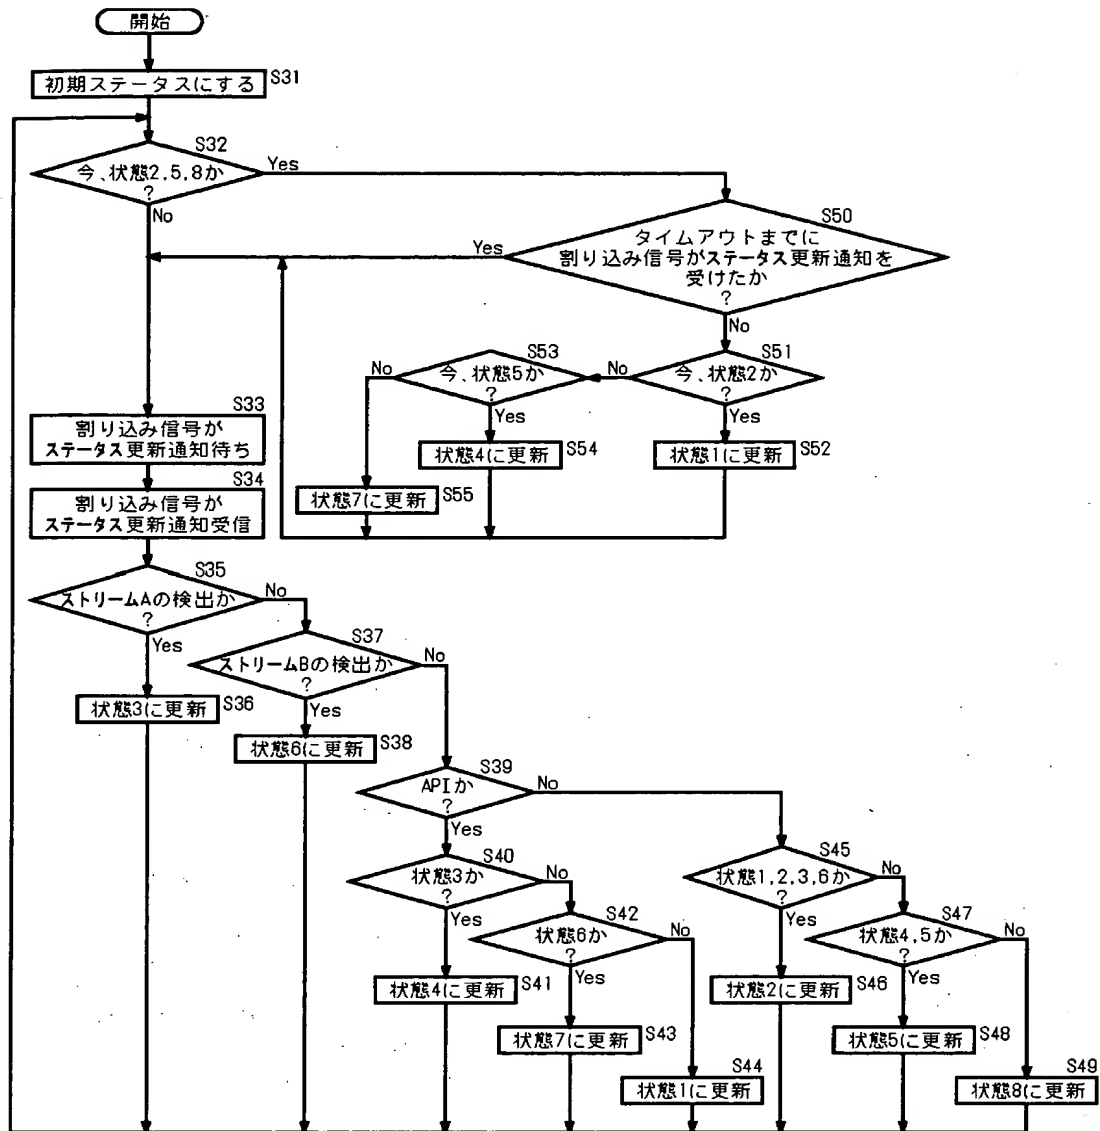 開始
初期ステータスにする
S31
S32
今、状態2,5,8か
?
Yes
No
S50
タイムアウトまでに
割り込み信号がステータス更新通知を
受けたか
?
Yes
No
S51
今、状態2か
?
No
Yes
S53
今、状態5か
?
No
Yes
状態1に更新
S52
状態4に更新
S54
状態7に更新
S55
S33
割り込み信号が
ステータス更新通知待ち
S34
割り込み信号が
ステータス更新通知受信
S35
ストリームAの検出か
?
No
Yes
状態3に更新
S36
S37
ストリームBの検出か
?
No
Yes
状態6に更新
S38
S39
APIか
?
No
Yes
S40
状態3か
?
No
Yes
状態4に更新
S41
S42
状態6か
?
No
Yes
状態7に更新
S43
S44
状態1に更新
S45
状態1,2,3,6か
?
No
Yes
状態2に更新
S46
S47
状態4,5か
?
No
Yes
状態5に更新
S48
S49
状態8に更新